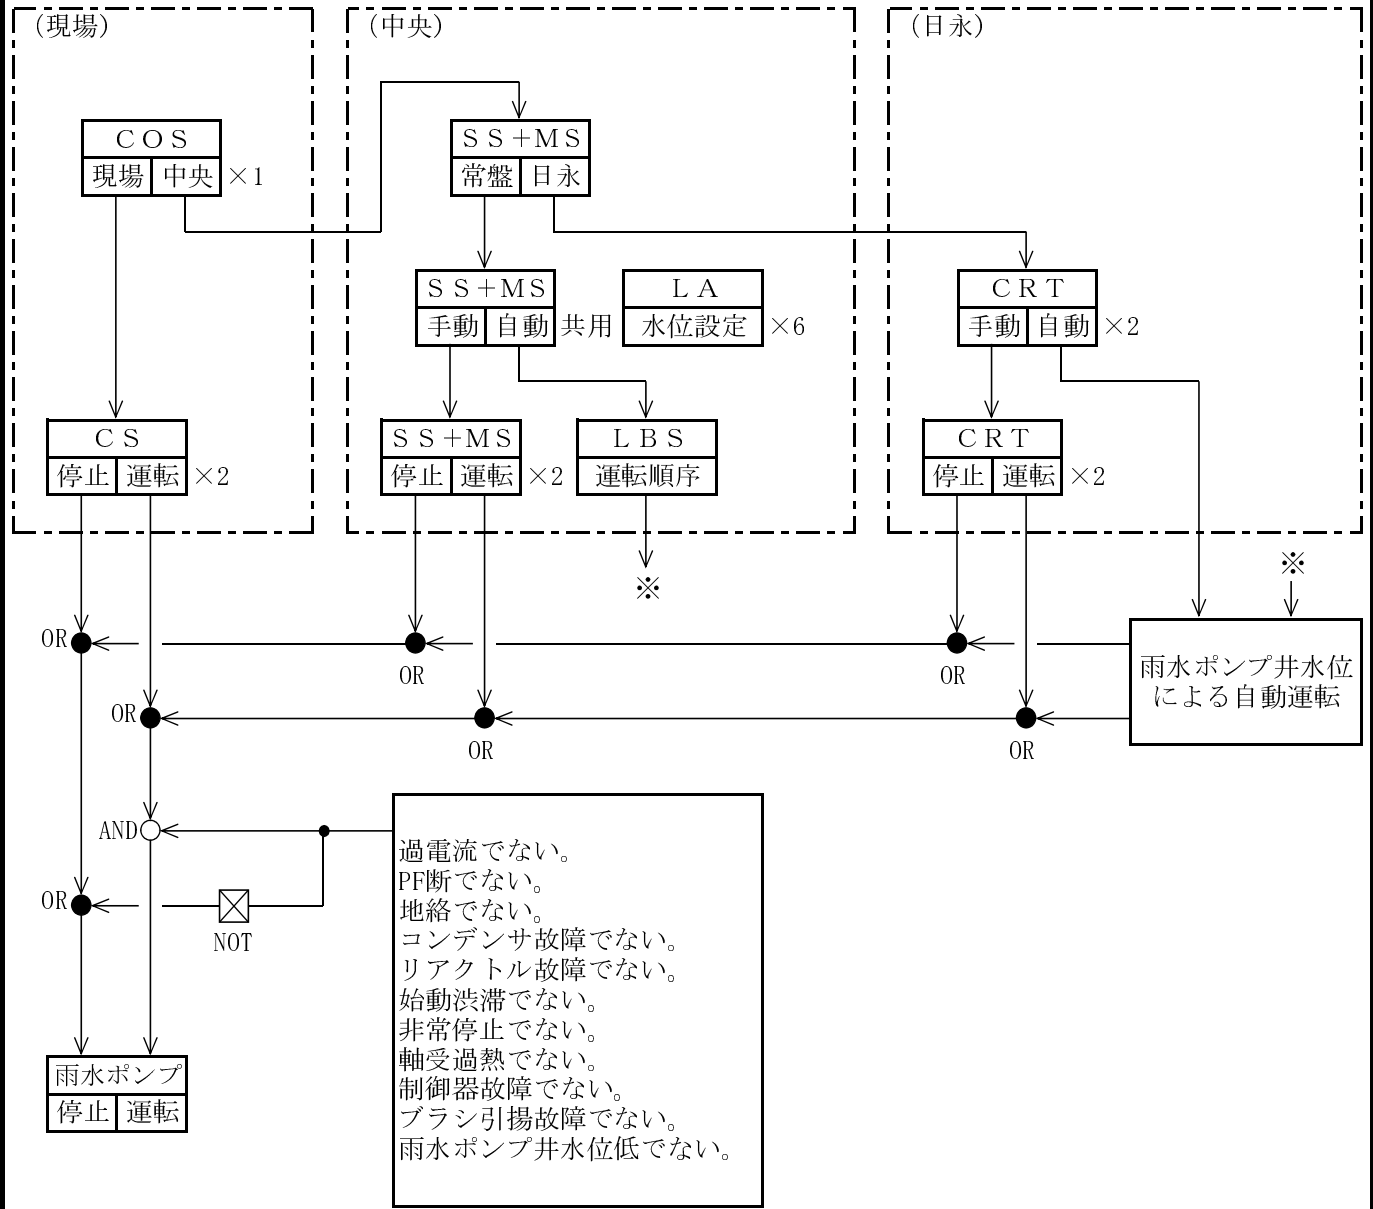 (現場)
(中央)
(日永)
COS
現場 中央 ×1
SS+MS
常盤 日永
SS+MS
手動 自動 共用
LA
水位設定 ×6
CRT
手動 自動 ×2
CS
停止 運転 ×2
SS+MS
停止 運転 ×2
LBS
運転順序
CRT
停止 運転 ×2
※
※
OR
OR
OR
雨水ポンプ井水位
による自動運転
OR
OR
OR
AND
OR
NOT
過電流でない。
PF断でない。
地絡でない。
コンデンサ故障でない。
リアクトル故障でない。
始動渋滞でない。
非常停止でない。
軸受過熱でない。
制御器故障でない。
ブラシ引揚故障でない。
雨水ポンプ井水位低でない。
雨水ポンプ
停止 運転